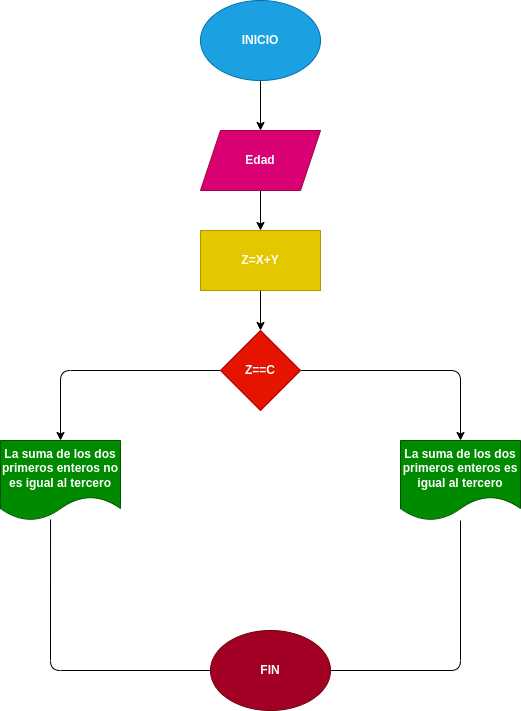 INICIO
Edad
Z=X+Y
Z==C
La suma de los dos
primeros enteros no
es igual al tercero
La suma de los dos
primeros enteros es
igual al tercero
FIN